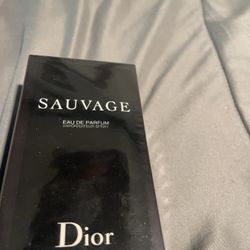 SAUVAGE
EAU DE PARFUM
VAPORISATEUR SPRAY
Dior